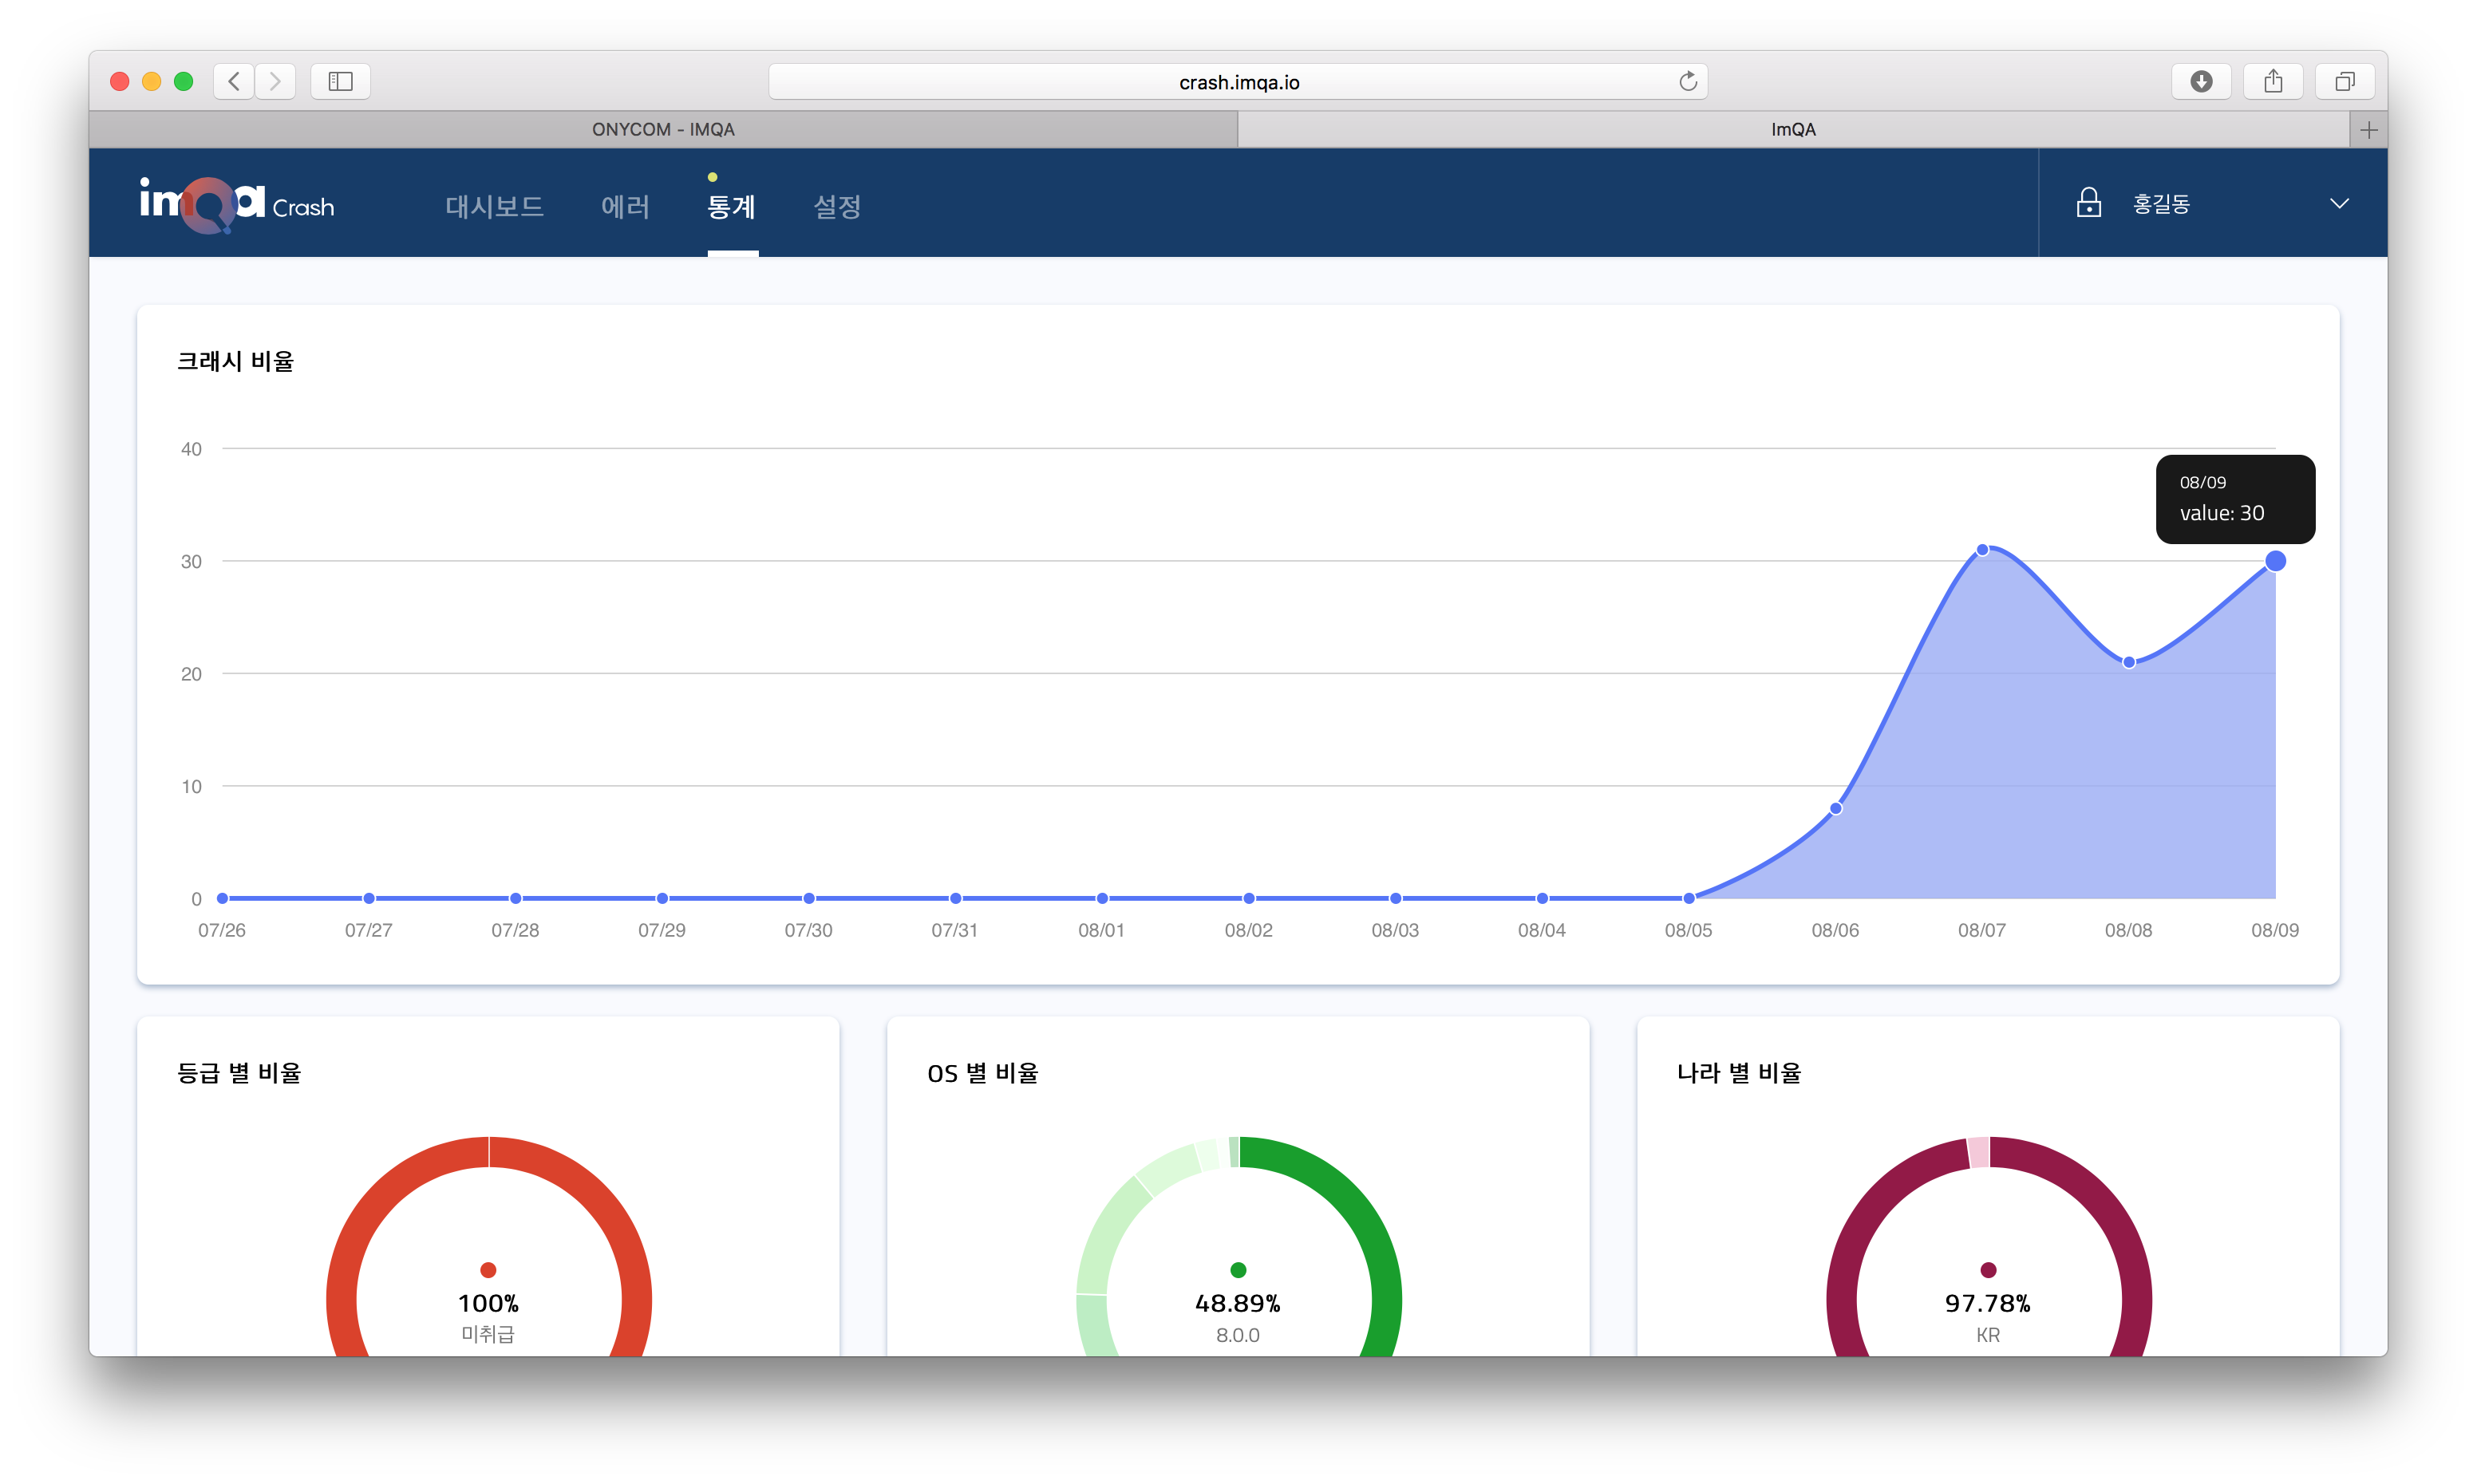 crash.imqa.io
ONYCOM - IMQA
ImQA
imQa Crash
대시보드
에러
통계
설정
홍길동
크래시 비율
40
30
20
10
0
08/09
value: 30
07/26
07/27
07/28
07/29
07/30
07/31
08/01
08/02
08/03
08/04
08/05
08/06
08/07
08/08
08/09
등급 별 비율
100%
미취급
OS 별 비율
48.89%
8.0.0
나라 별 비율
97.78%
KR